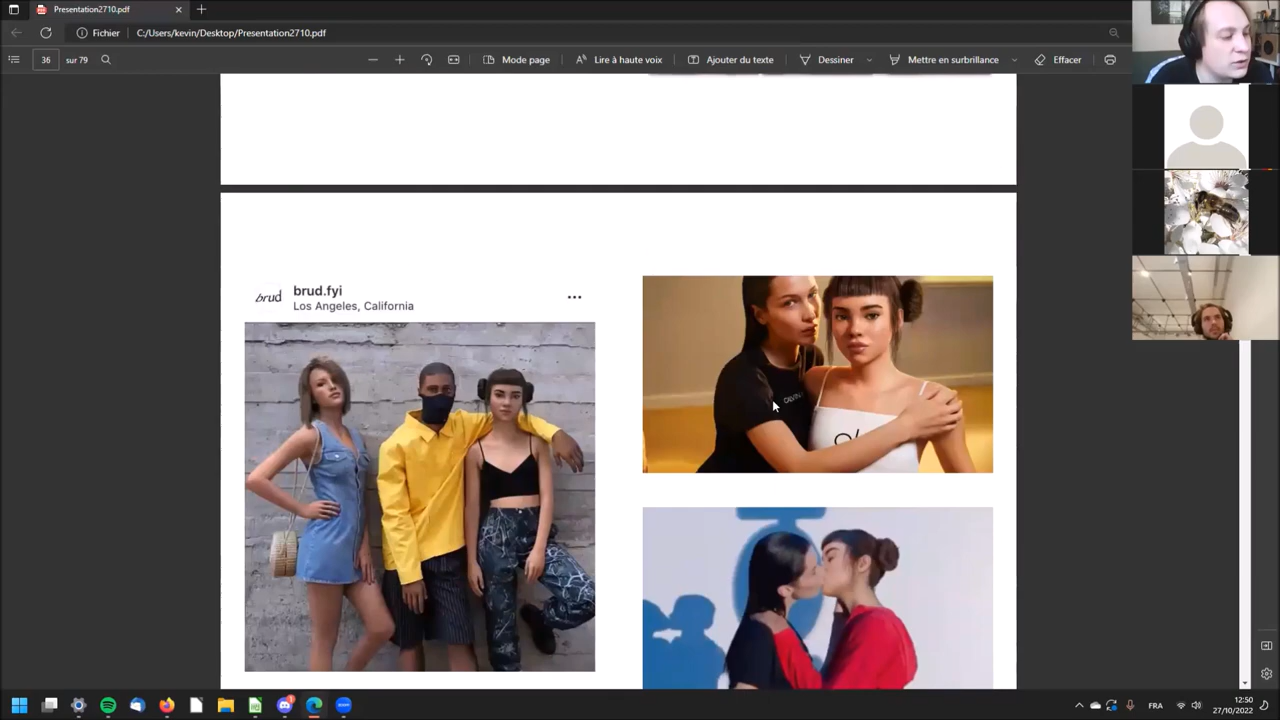 Presentation2710.pdf
Fichier
C:/Users/kevin/Desktop/Presentation2710.pdf
36
sur 79
Mode page
Lire à haute voix
Ajouter du texte
Dessiner
Mettre en surbrillance
Effacer
brud
brud.fyi
Los Angeles, California
FRA
12:50
27/10/2022